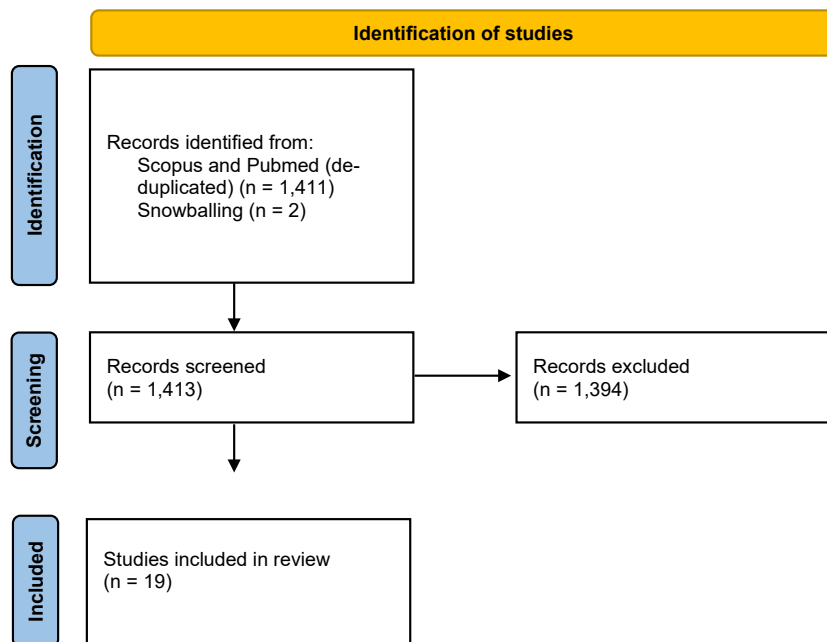 Identification of studies
Identification
Records identified from:
Scopus and Pubmed (de-
duplicated) (n = 1,411)
Snowballing (n = 2)
Screening
Records screened
(n = 1,413)
Records excluded
(n = 1,394)
Included
Studies included in review
(n = 19)